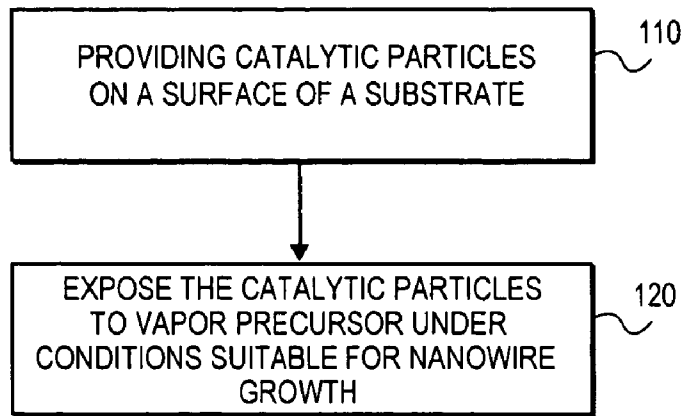 PROVIDING CATALYTIC PARTICLES
ON A SURFACE OF A SUBSTRATE
110
EXPOSE THE CATALYTIC PARTICLES
TO VAPOR PRECURSOR UNDER
CONDITIONS SUITABLE FOR NANOWIRE
GROWTH
120